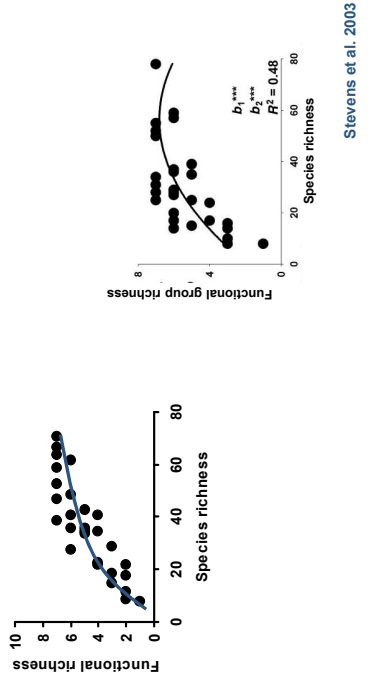 10
8
6
4
2
0
Functional richness
0 20 40 60 80
Species richness
8
4
0
Functional group richness
b₁***
b₂***
R² = 0.48
0 20 40 60 80
Species richness
Stevens et al. 2003